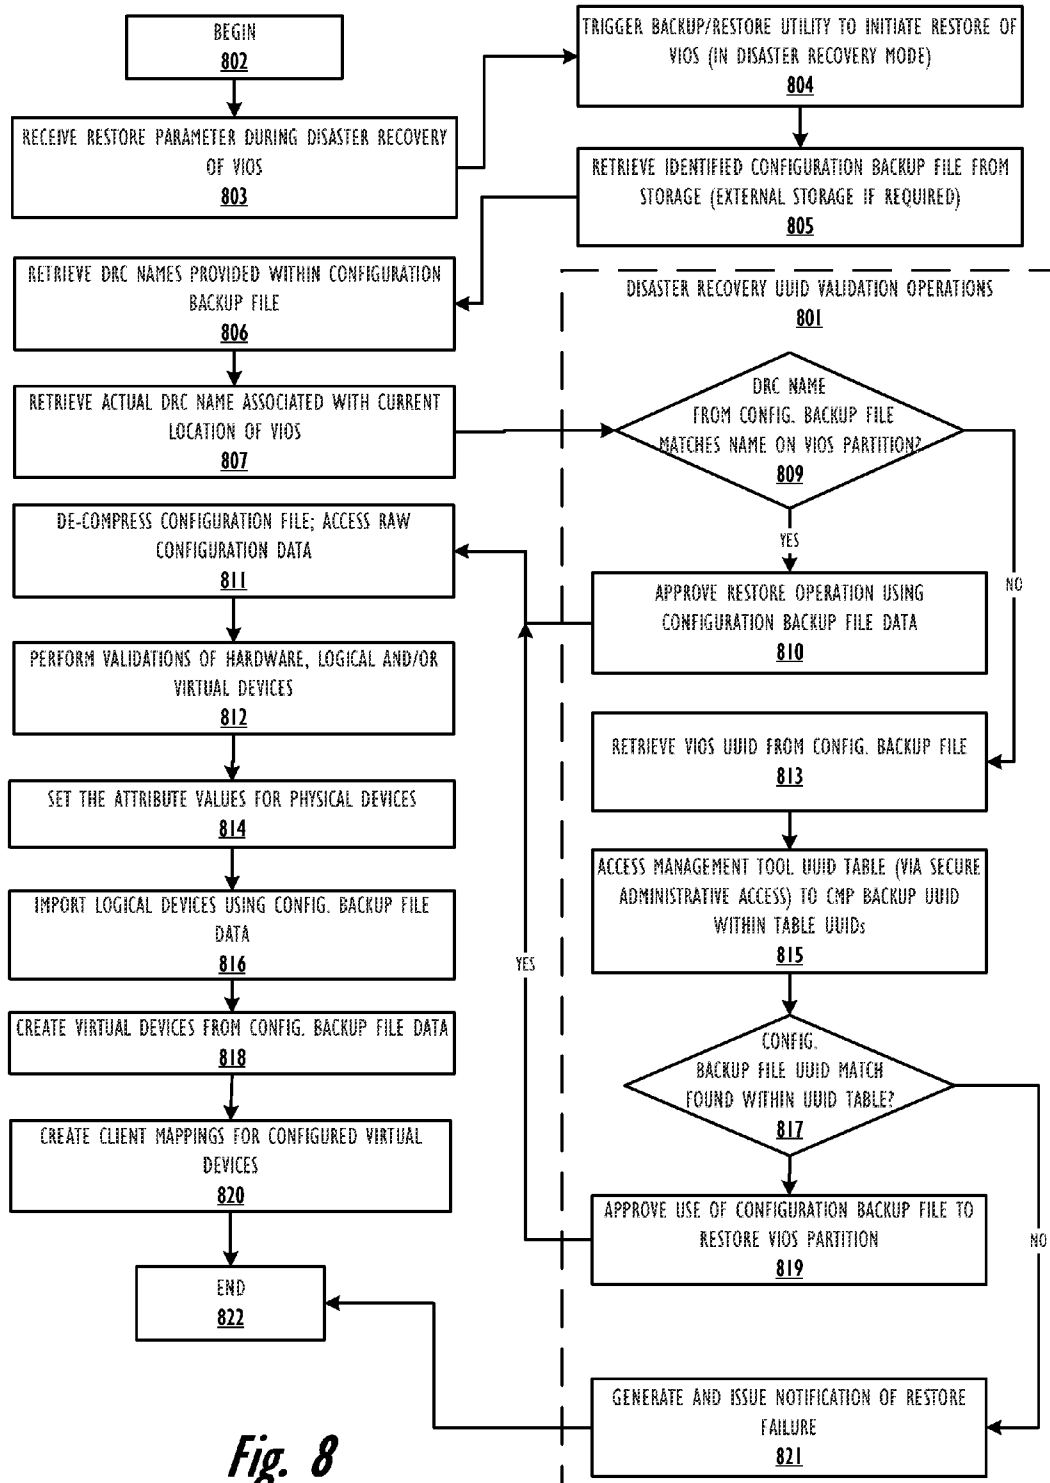 BEGIN
802
RECEIVE RESTORE PARAMETER DURING DISASTER RECOVERY
OF VIOS
803
TRIGGER BACKUP/RESTORE UTILITY TO INITIATE RESTORE OF
VIOS (IN DISASTER RECOVERY MODE)
804
RETRIEVE IDENTIFIED CONFIGURATION BACKUP FILE FROM
STORAGE (EXTERNAL STORAGE IF REQUIRED)
805
RETRIEVE DRC NAMES PROVIDED WITHIN CONFIGURATION
BACKUP FILE
806
RETRIEVE ACTUAL DRC NAME ASSOCIATED WITH CURRENT
LOCATION OF VIOS
807
DISASTER RECOVERY UUID VALIDATION OPERATIONS
801
DRC NAME
FROM CONFIG. BACKUP FILE
MATCHES NAME ON VIOS PARTITION?
809
YES
NO
APPROVE RESTORE OPERATION USING
CONFIGURATION BACKUP FILE DATA
810
DE-COMPRESS CONFIGURATION FILE; ACCESS RAW
CONFIGURATION DATA
811
PERFORM VALIDATIONS OF HARDWARE, LOGICAL AND/OR
VIRTUAL DEVICES
812
SET THE ATTRIBUTE VALUES FOR PHYSICAL DEVICES
814
IMPORT LOGICAL DEVICES USING CONFIG. BACKUP FILE
DATA
816
CREATE VIRTUAL DEVICES FROM CONFIG. BACKUP FILE DATA
818
CREATE CLIENT MAPPINGS FOR CONFIGURED VIRTUAL
DEVICES
820
END
822
RETRIEVE VIOS UUID FROM CONFIG. BACKUP FILE
813
ACCESS MANAGEMENT TOOL UUID TABLE (VIA SECURE
ADMINISTRATIVE ACCESS) TO CMP BACKUP UUID
WITHIN TABLE UUIDs
815
YES
CONFIG.
BACKUP FILE UUID MATCH
FOUND WITHIN UUID TABLE?
817
APPROVE USE OF CONFIGURATION BACKUP FILE TO
RESTORE VIOS PARTITION
819
NO
GENERATE AND ISSUE NOTIFICATION OF RESTORE
FAILURE
821
Fig. 8